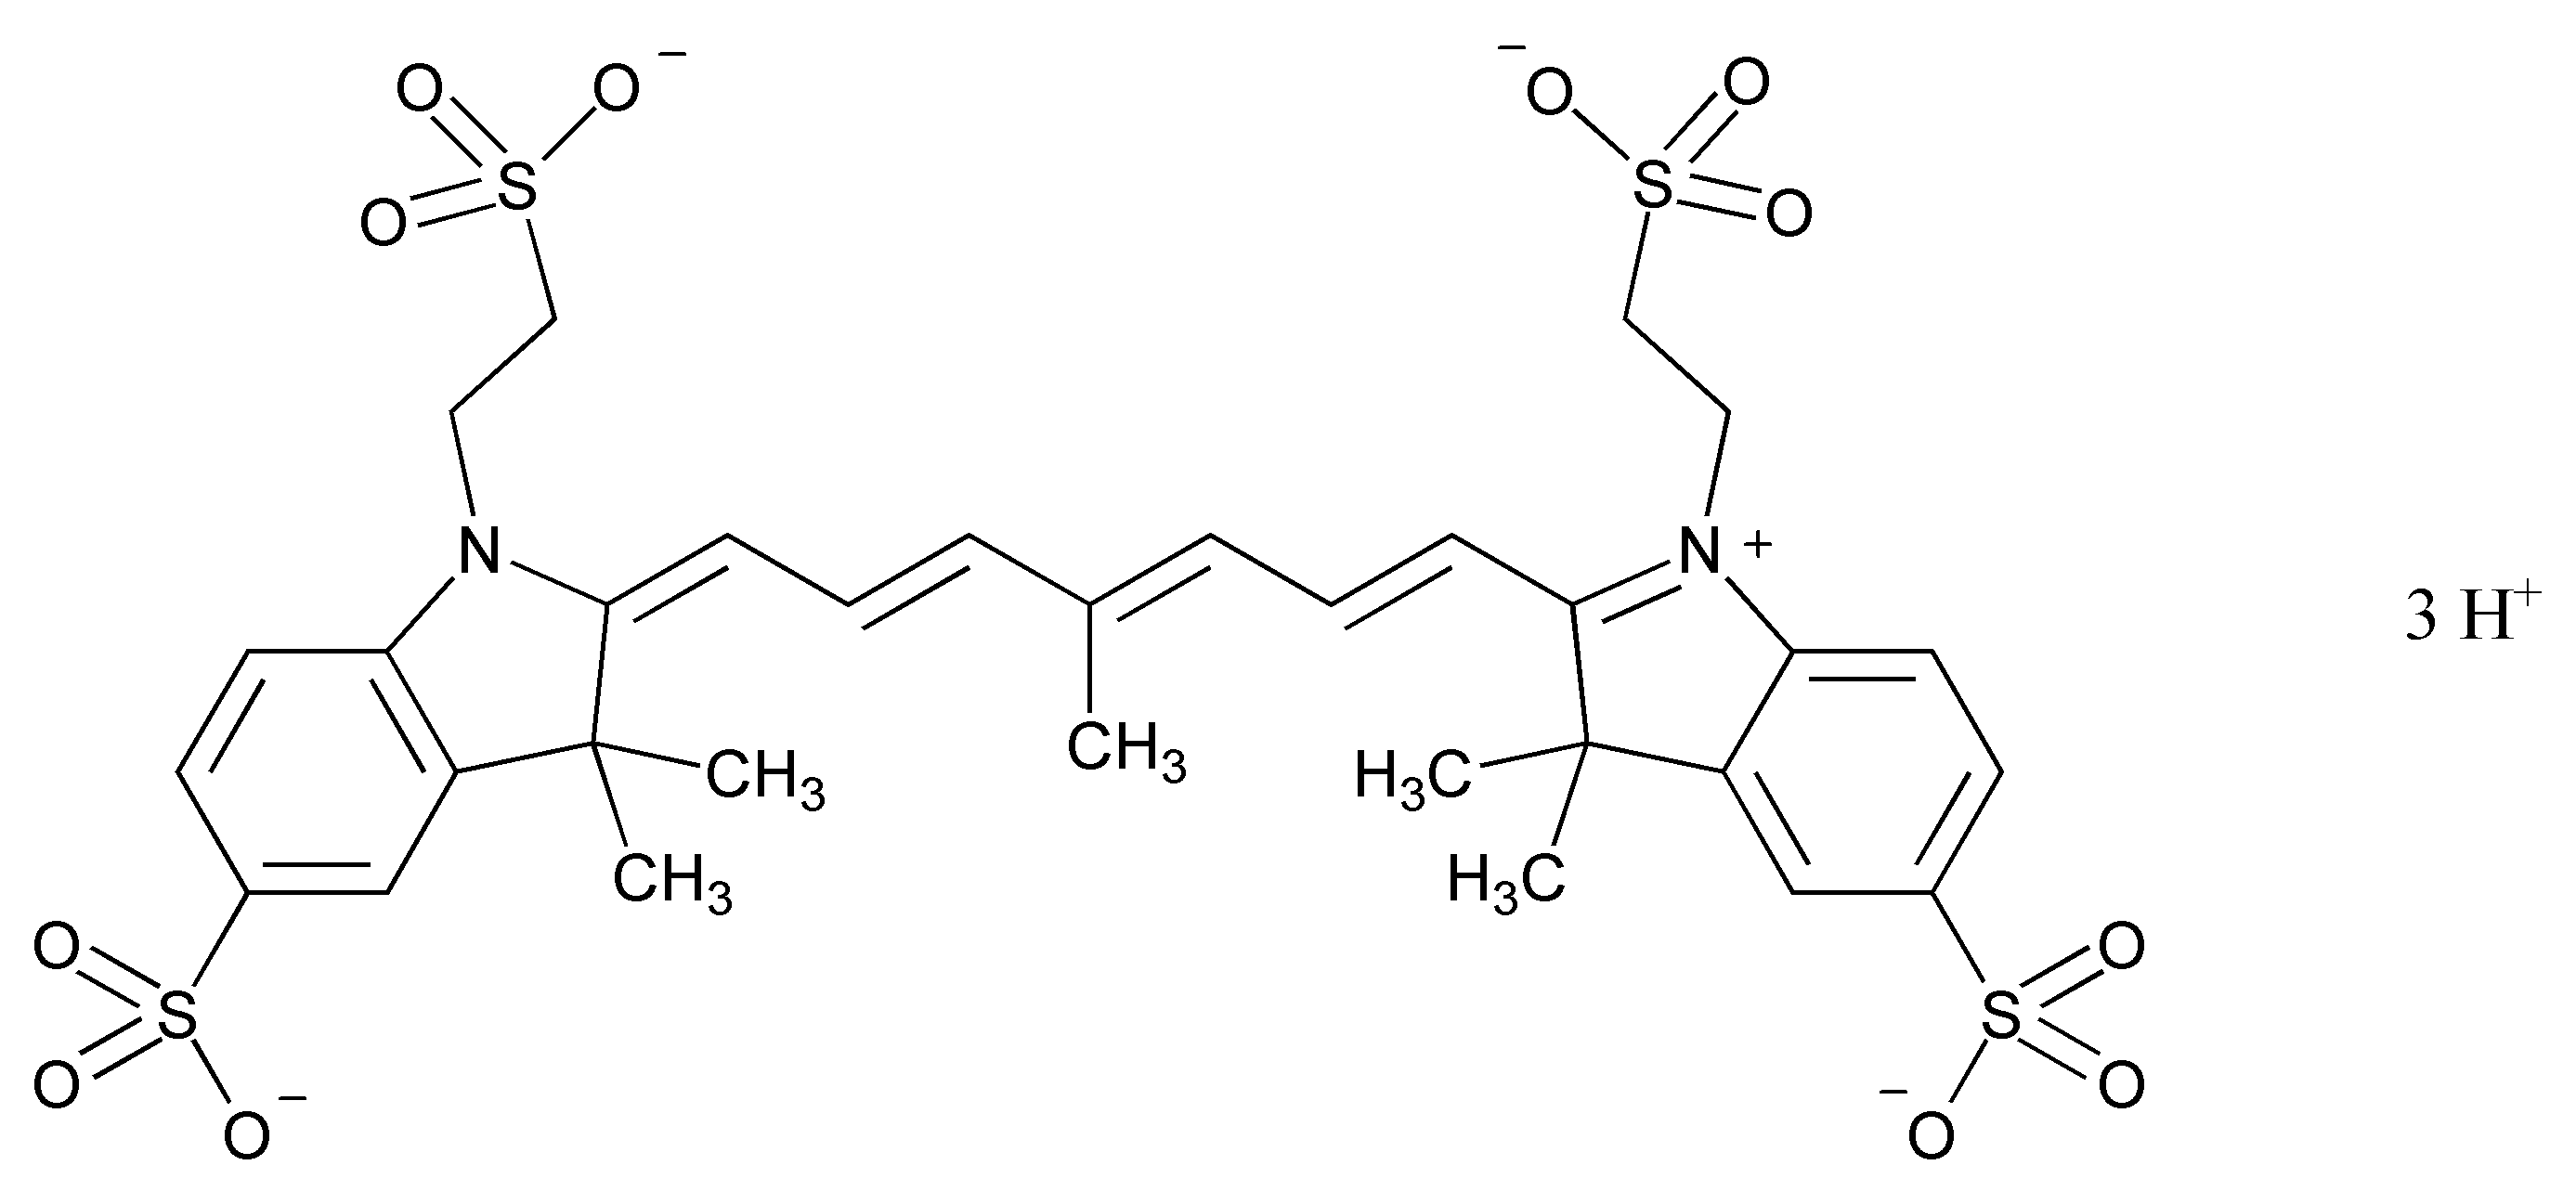 O O⁻ ⁻O O
O S S O
N N +
3 H⁺
CH₃ CH₃ H₃C
CH₃ H₃C
O O
S S
O O⁻ ⁻O O